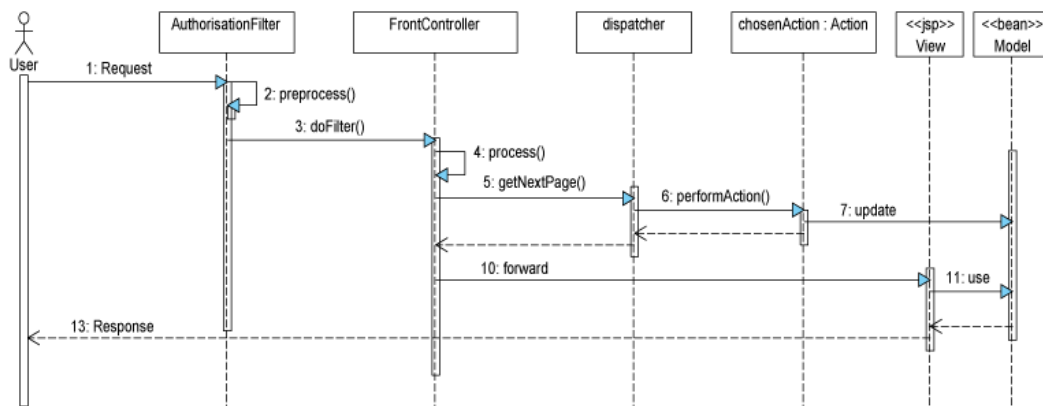 AuthorisationFilter
FrontController
dispatcher
chosenAction : Action
<<jsp>>
View
<<bean>>
Model
User
1: Request
2: preprocess()
3: doFilter()
4: process()
5: getNextPage()
6: performAction()
7: update
10: forward
11: use
13: Response